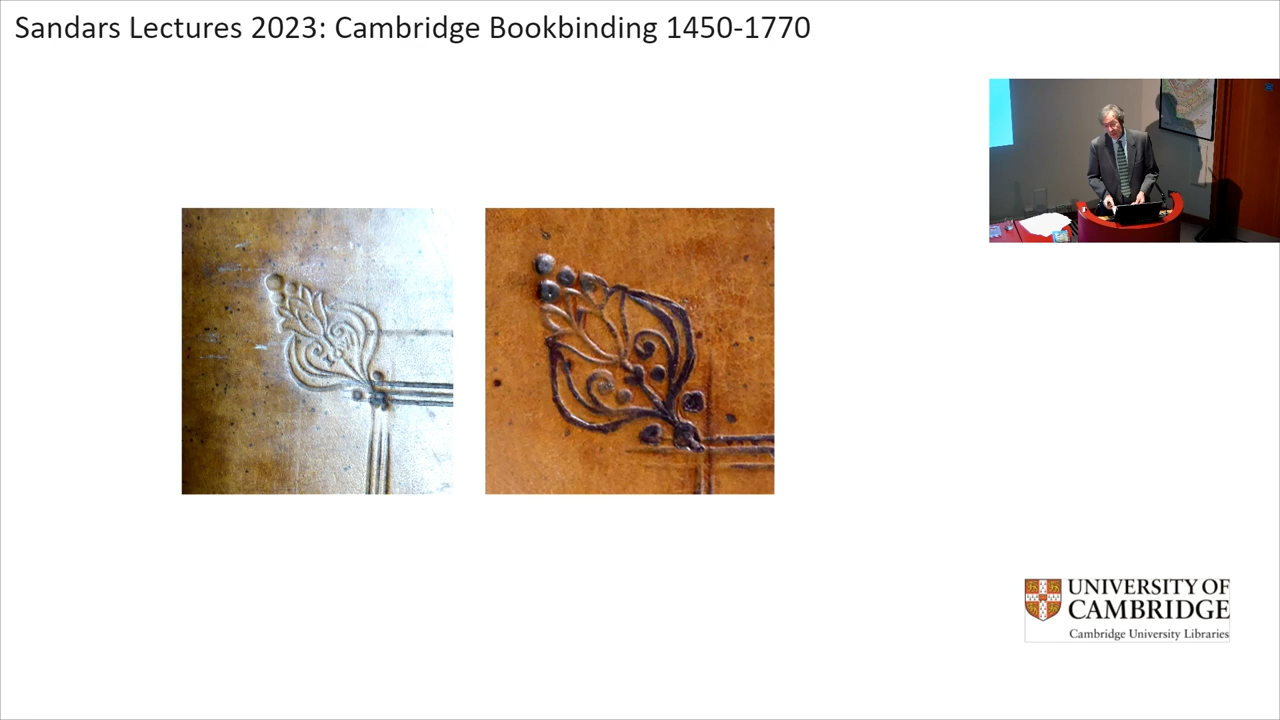 Sandars Lectures 2023: Cambridge Bookbinding 1450-1770
UNIVERSITY OF
CAMBRIDGE
Cambridge University Libraries